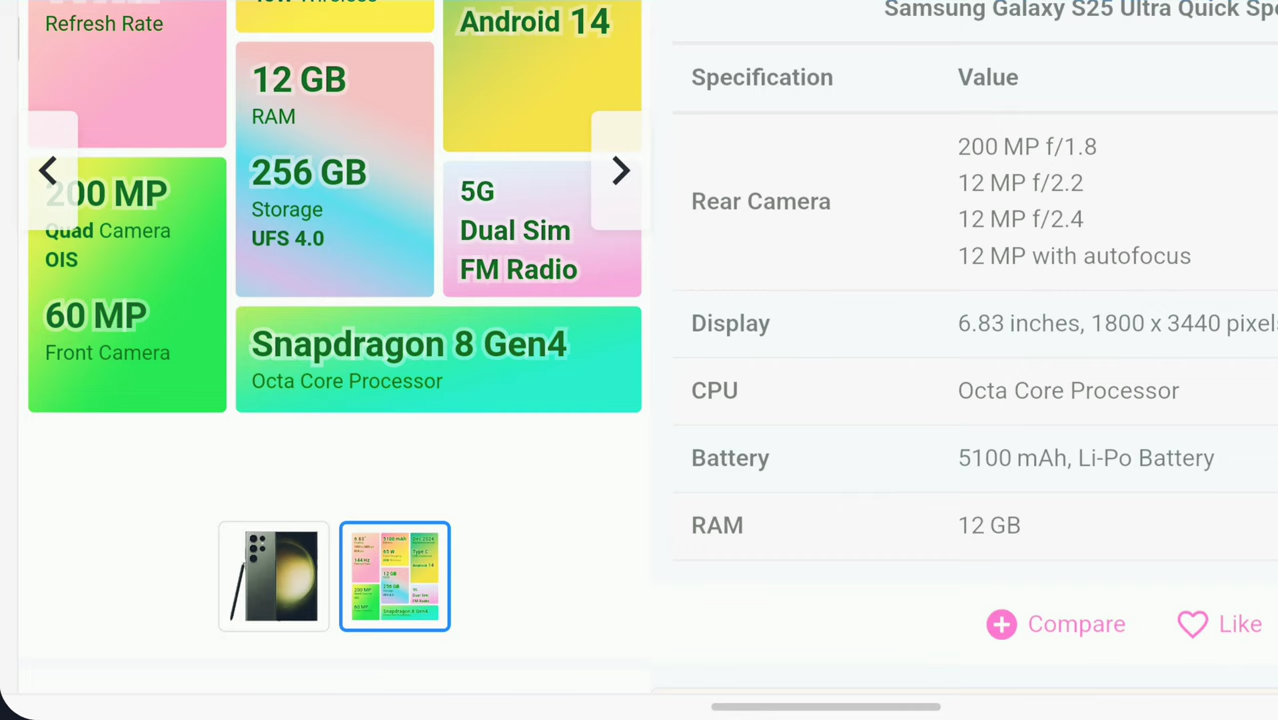 Refresh Rate
200 MP
Quad Camera
OIS
60 MP
Front Camera
12 GB
RAM
256 GB
Storage
UFS 4.0
Android 14
5G
Dual Sim
FM Radio
Snapdragon 8 Gen4
Octa Core Processor
Samsung Galaxy S25 Ultra Quick
Specification Value
Rear Camera
200 MP f/1.8
12 MP f/2.2
12 MP f/2.4
12 MP with autofocus
Display 6.83 inches, 1800 x 3440
CPU Octa Core Processor
Battery 5100 mAh, Li-Po Battery
RAM 12 GB
Compare Like